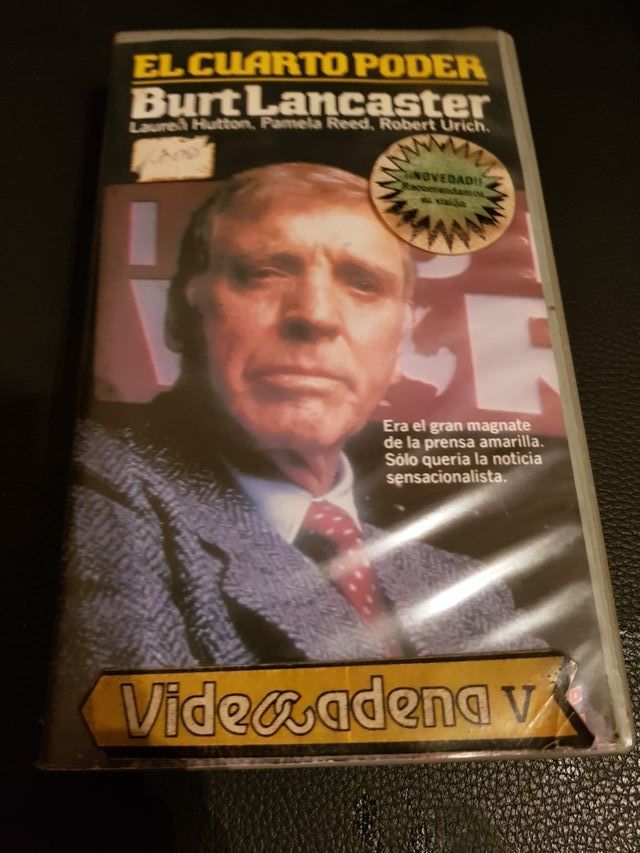 EL CUARTO PODER
Burt Lancaster
Lauren Hutton, Pamela Reed, Robert Urich.
¡¡NOVEDAD!!
Recomendamos
su visión
Era el gran magnate
de la prensa amarilla.
Sólo queria la noticia
sensacionalista.
Videocadena V